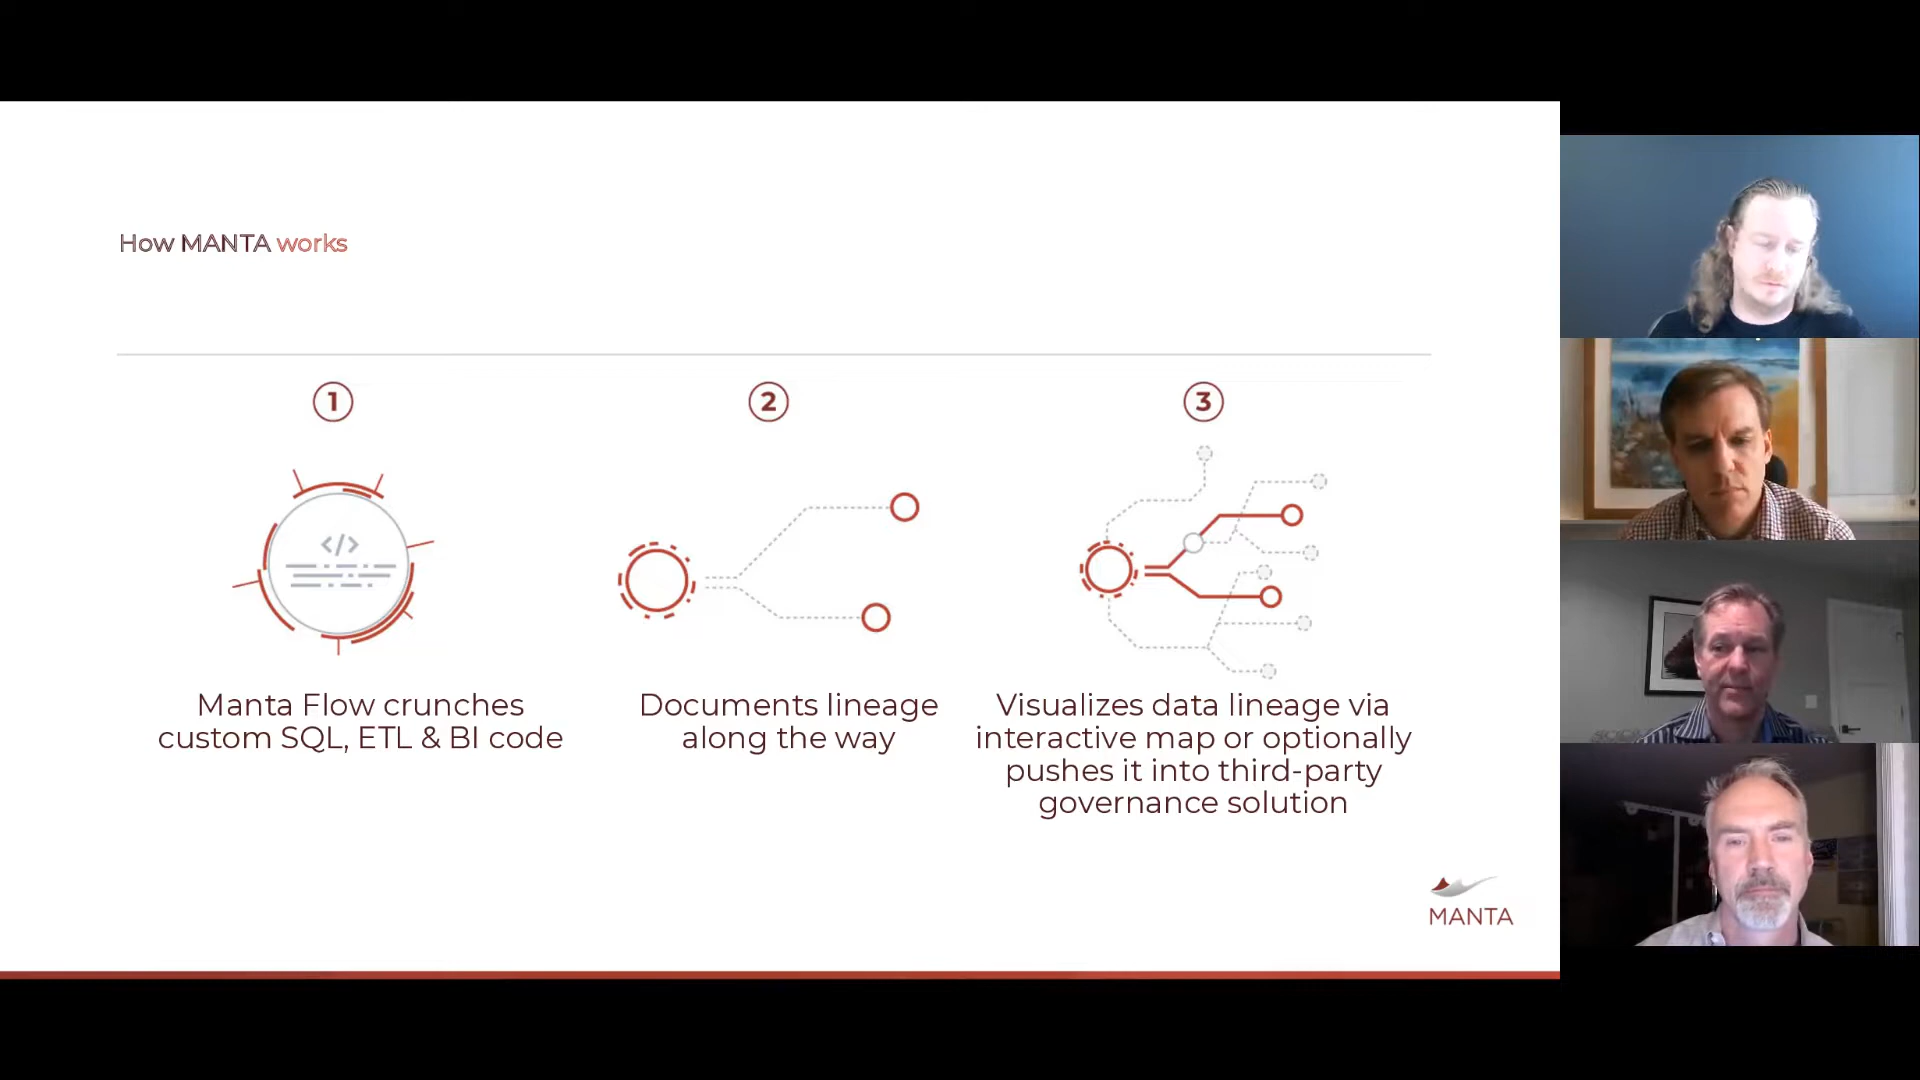 How MANTA works
1
2
3
</>
Manta Flow crunches
custom SQL, ETL & BI code
Documents lineage
along the way
Visualizes data lineage via
interactive map or optionally
pushes it into third-party
governance solution
MANTA